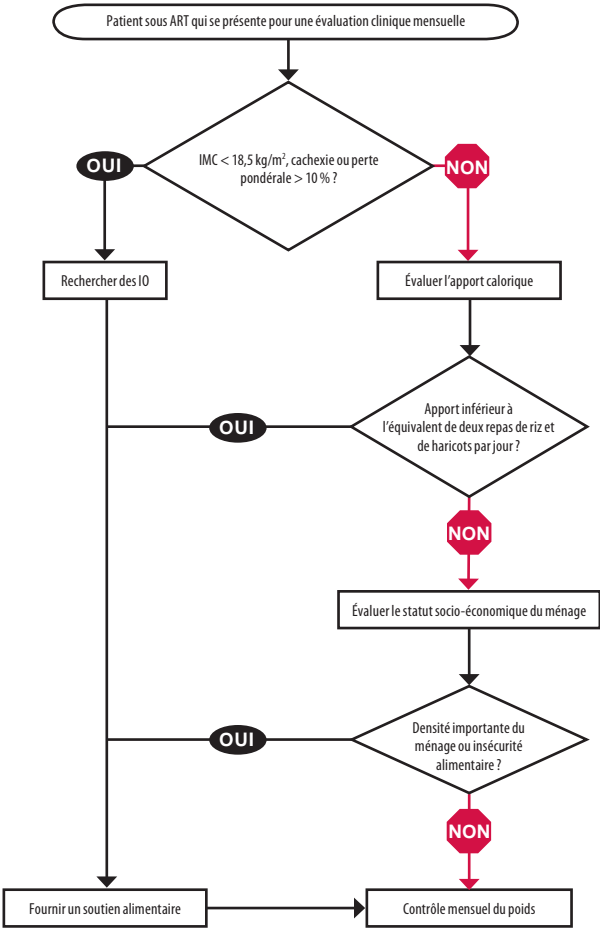 Patient sous ART qui se présente pour une évaluation clinique mensuelle
IMC < 18,5 kg/m², cachexie ou perte
pondérale > 10 % ?
OUI
NON
Rechercher des IO
Évaluer l'apport calorique
Apport inférieur à
l'équivalent de deux repas de riz et
de haricots par jour ?
OUI
NON
Évaluer le statut socio-économique du ménage
Densité importante du
ménage ou insécurité
alimentaire ?
OUI
NON
Fournir un soutien alimentaire
Contrôle mensuel du poids